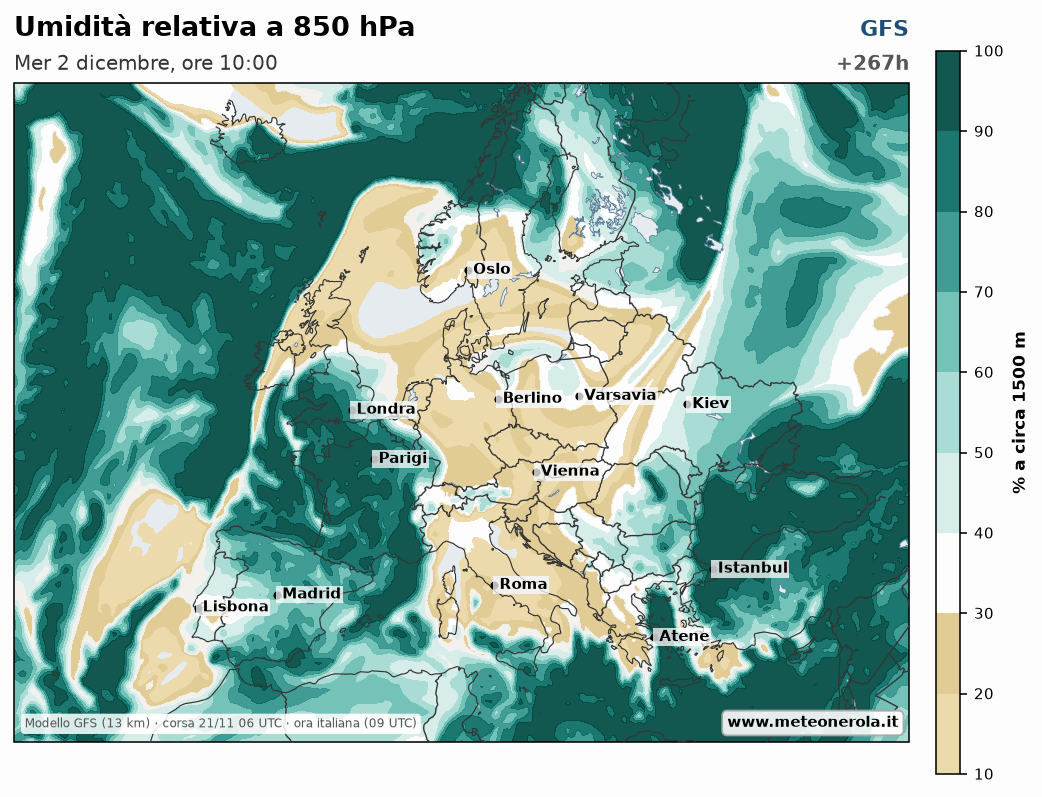 Umidità relativa a 850 hPa
GFS
Mer 2 dicembre, ore 10:00
+267h
100
90
80
70
60
50
40
30
20
10
% a circa 1500 m
Oslo
Londra
Berlino
Varsavia
Kiev
Parigi
Vienna
Istanbul
Roma
Madrid
Lisbona
Atene
Modello GFS (13 km) · corsa 21/11 06 UTC · ora italiana (09 UTC)
www.meteonerola.it